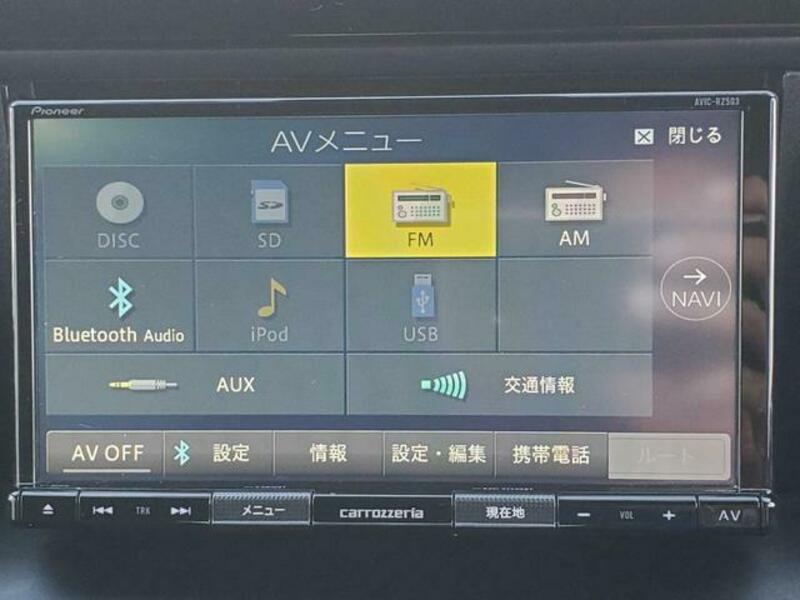 Pioneer
AVIC-RZ503
AVメニュー
閉じる
DISC
SD
FM
AM
Bluetooth Audio
iPod
USB
NAVI
AUX
交通情報
AV OFF
設定
情報
設定・編集
携帯電話
ルート
TRK
メニュー
carrozzeria
現在地
VOL
AV